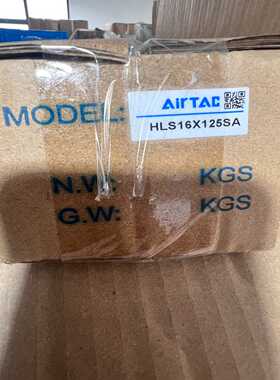 MODEL:
AirTAC
HLS16X125SA
N.W: KGS
G.W: KGS